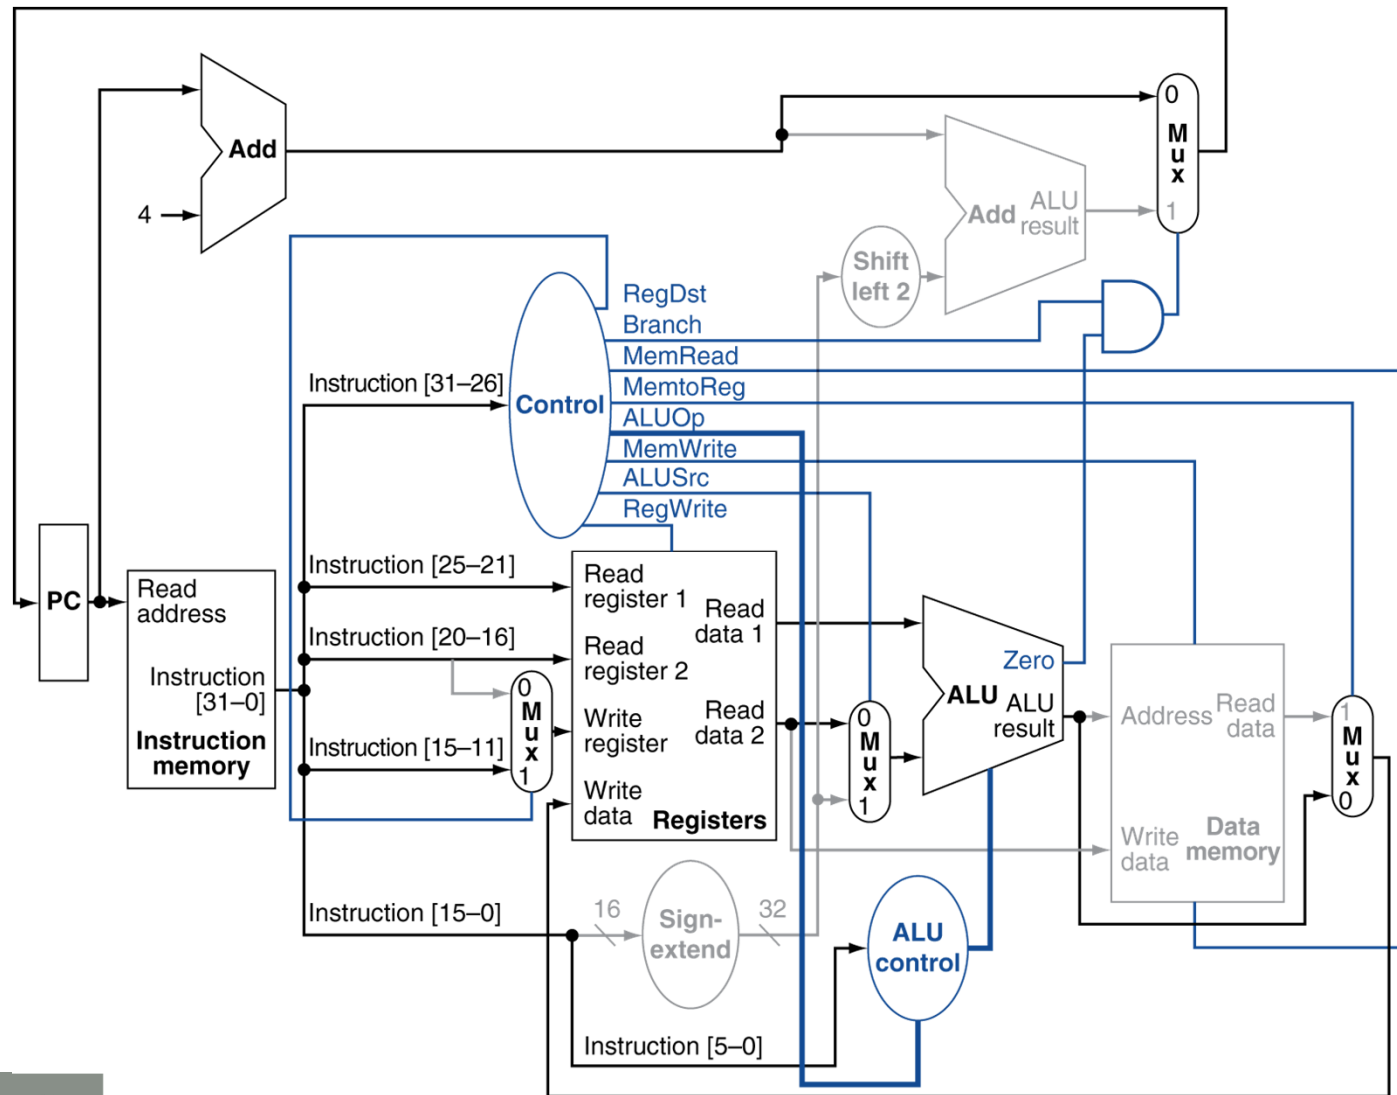 0
Mux
1
Add
4
Add
ALU
result
Shift
left 2
RegDst
Branch
MemRead
MemtoReg
ALUOp
MemWrite
ALUSrc
RegWrite
Control
Instruction [31–26]
Instruction [25–21]
Instruction [20–16]
Instruction [15–11]
Instruction [15–0]
Instruction [5–0]
PC
Read
address
Instruction
[31–0]
Instruction
memory
0
Mux
1
Read
register 1
Read
register 2
Write
register
Write
data
Read
data 1
Read
data 2
Registers
0
Mux
1
Zero
ALU
ALU
result
Address
Read
data
Write
data
Data
memory
1
Mux
0
16
Sign-
extend
32
ALU
control